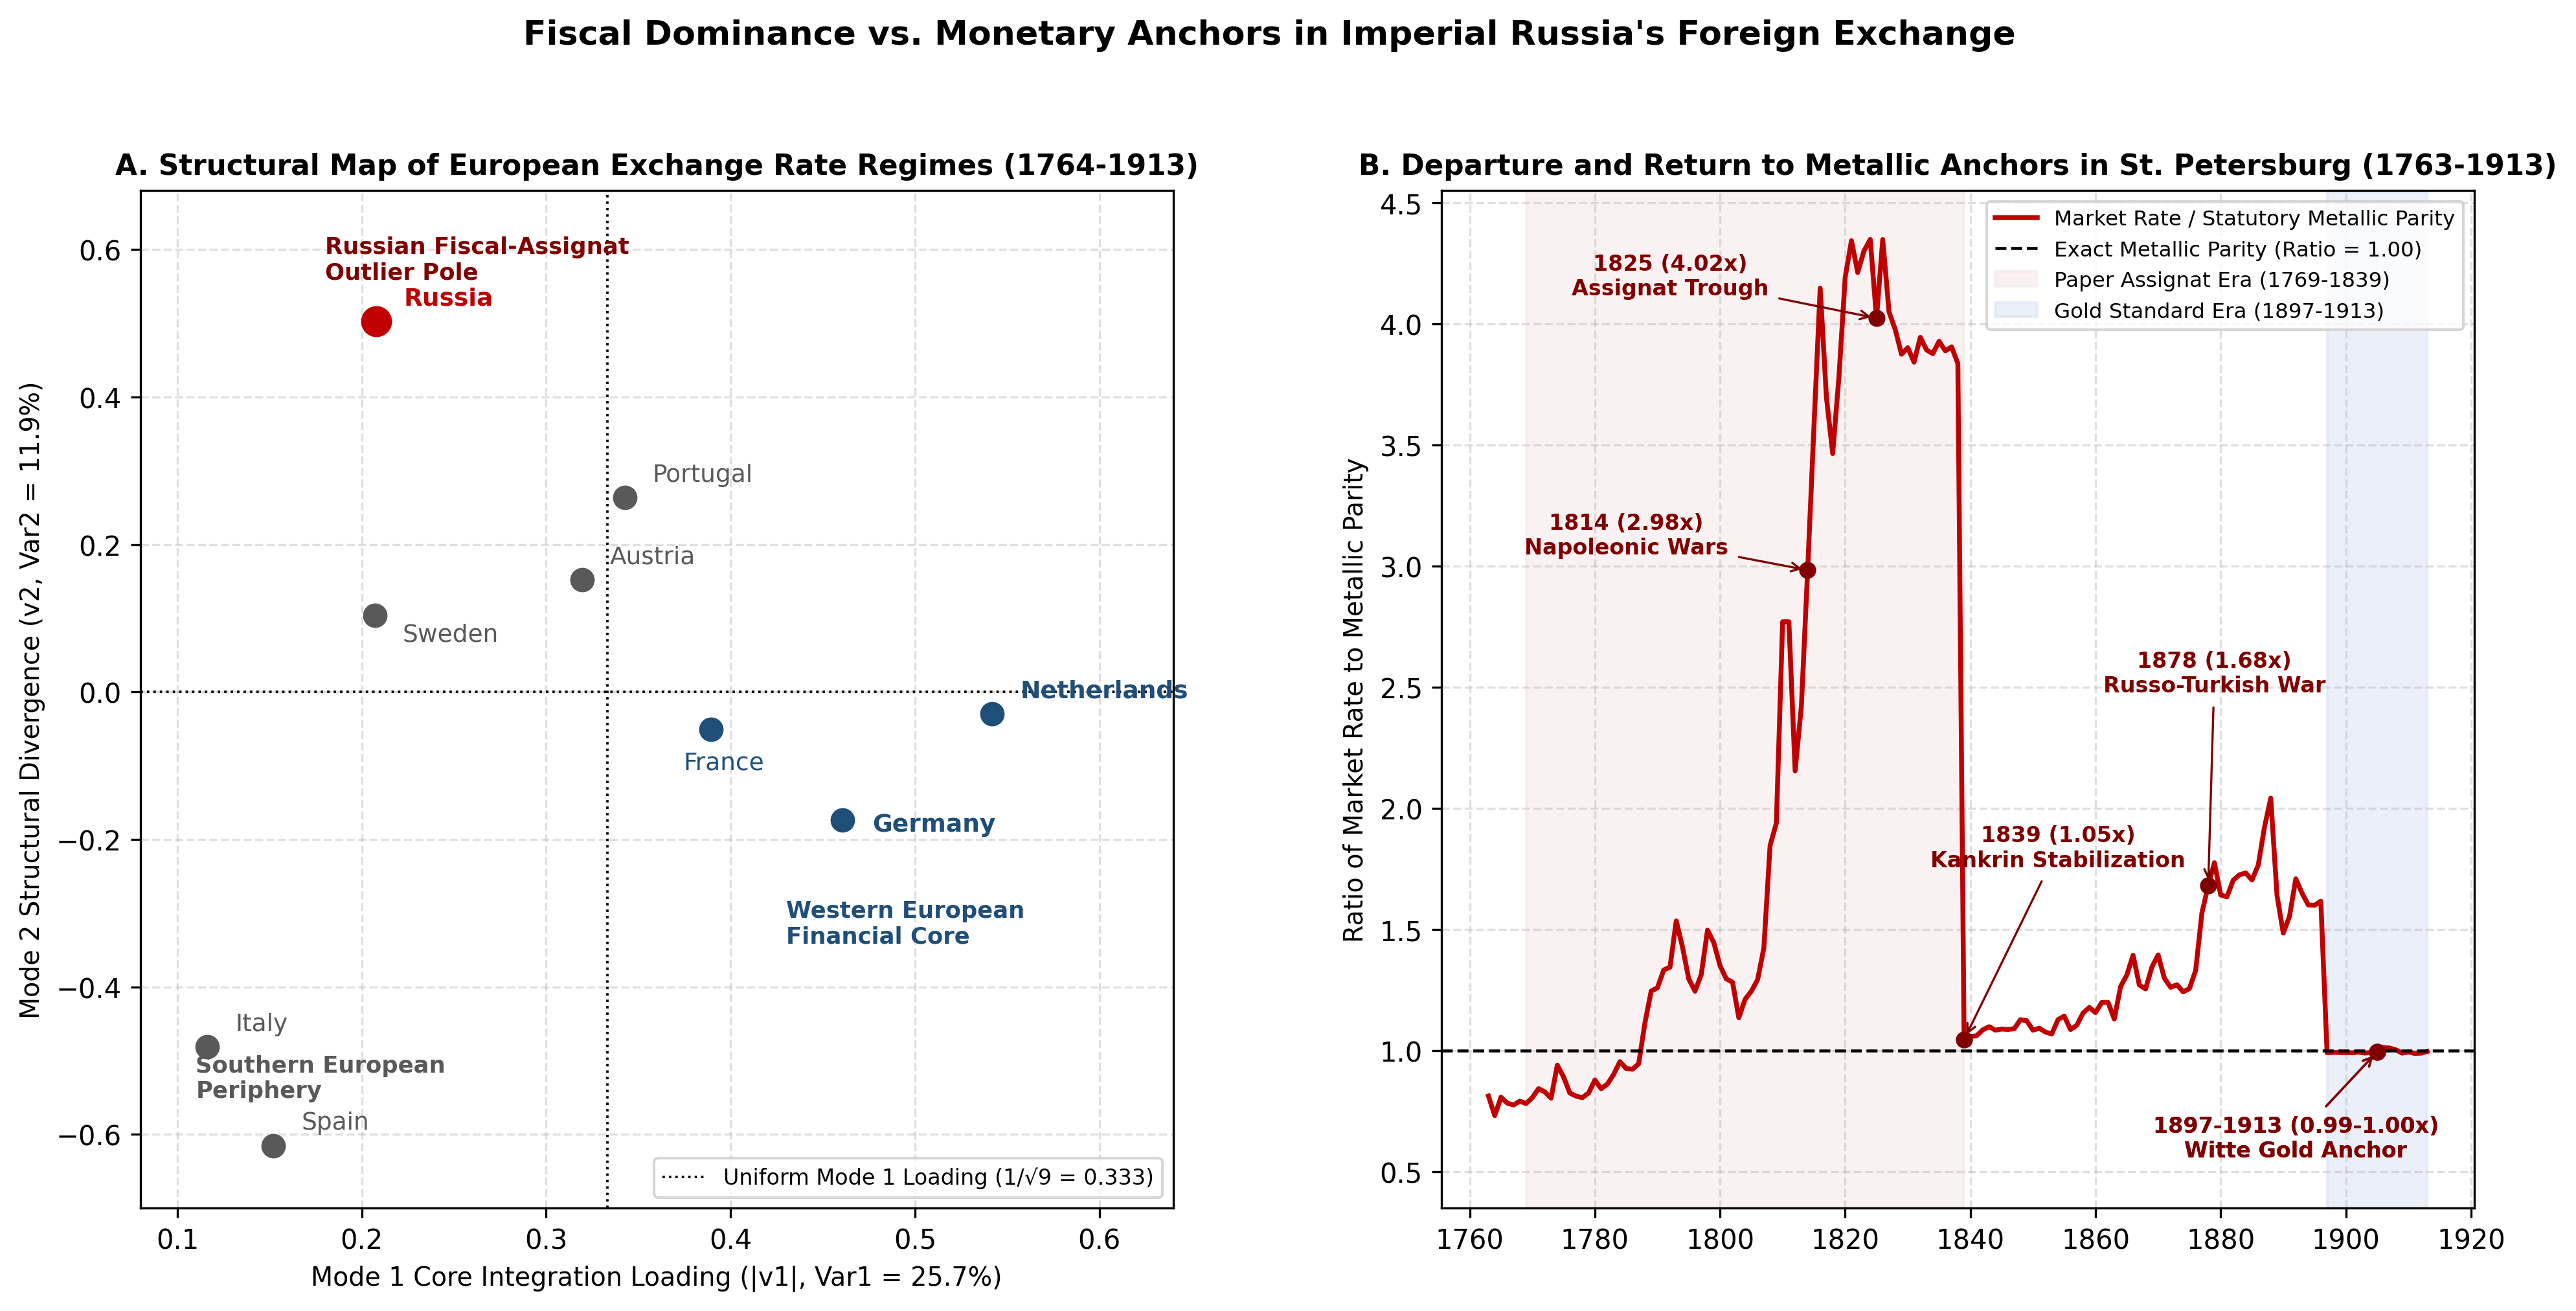 Fiscal Dominance vs. Monetary Anchors in Imperial Russia's Foreign Exchange
A. Structural Map of European Exchange Rate Regimes (1764-1913)
Mode 2 Structural Divergence (v2, Var2 = 11.9%)
0.6
0.4
0.2
0.0
−0.2
−0.4
−0.6
Russian Fiscal-Assignat
Outlier Pole
Russia
Portugal
Austria
Sweden
Netherlands
France
Germany
Western European
Financial Core
Italy
Southern European
Periphery
Spain
Uniform Mode 1 Loading (1/√9 = 0.333)
0.1
0.2
0.3
0.4
0.5
0.6
Mode 1 Core Integration Loading (|v1|, Var1 = 25.7%)
B. Departure and Return to Metallic Anchors in St. Petersburg (1763-1913)
Ratio of Market Rate to Metallic Parity
4.5
4.0
3.5
3.0
2.5
2.0
1.5
1.0
0.5
Market Rate / Statutory Metallic Parity
Exact Metallic Parity (Ratio = 1.00)
Paper Assignat Era (1769-1839)
Gold Standard Era (1897-1913)
1825 (4.02x)
Assignat Trough
1814 (2.98x)
Napoleonic Wars
1878 (1.68x)
Russo-Turkish War
1839 (1.05x)
Kankrin Stabilization
1897-1913 (0.99-1.00x)
Witte Gold Anchor
1760
1780
1800
1820
1840
1860
1880
1900
1920